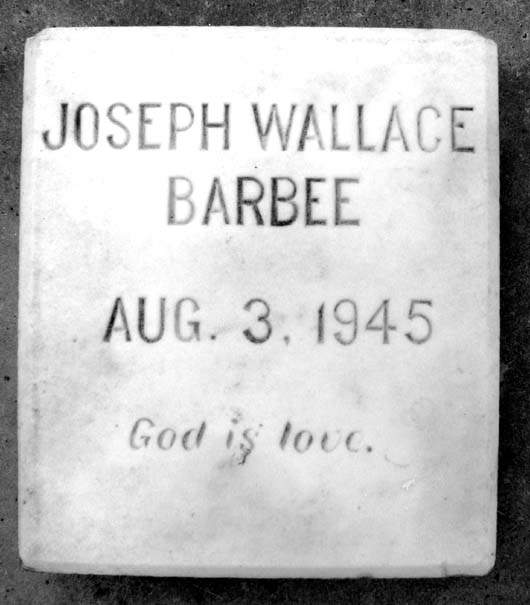 JOSEPH WALLACE
BARBEE
AUG. 3, 1945
God is love.